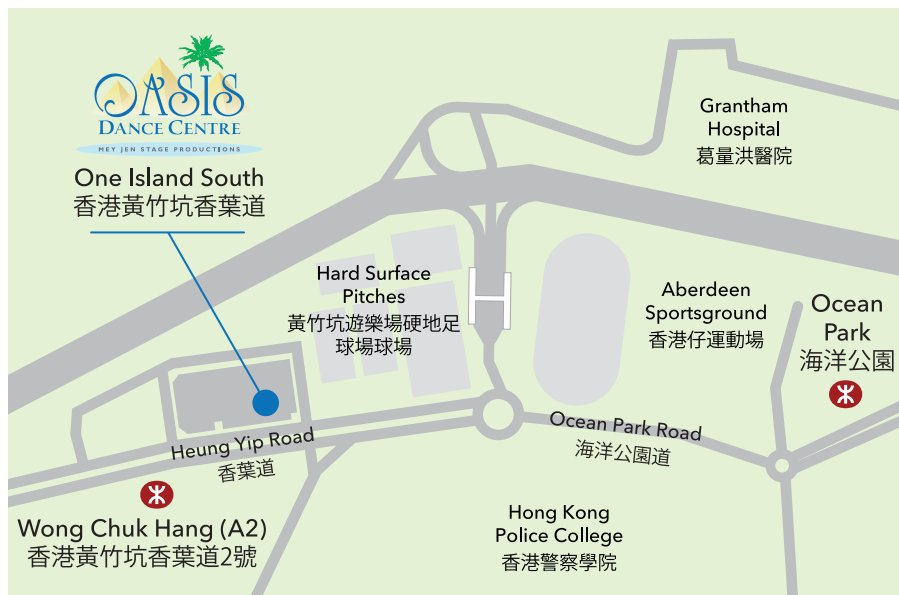 OASIS
DANCE CENTRE
MEY JEN STAGE PRODUCTIONS
One Island South
香港黃竹坑香葉道
Grantham
Hospital
葛量洪醫院
Hard Surface
Pitches
黃竹坑遊樂場硬地足
球場球場
Aberdeen
Sportsground
香港仔運動場
Ocean
Park
海洋公園
Heung Yip Road
香葉道
Ocean Park Road
海洋公園道
Wong Chuk Hang (A2)
香港黃竹坑香葉道2號
Hong Kong
Police College
香港警察學院